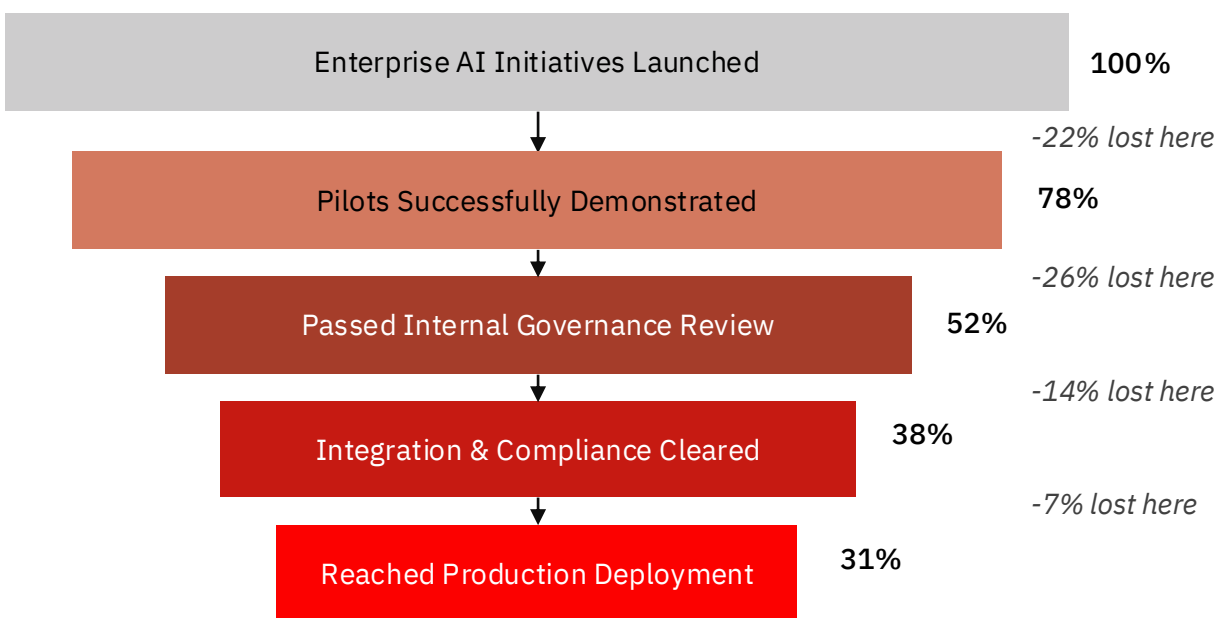 Enterprise AI Initiatives Launched
100%
-22% lost here
Pilots Successfully Demonstrated
78%
-26% lost here
Passed Internal Governance Review
52%
-14% lost here
Integration & Compliance Cleared
38%
-7% lost here
Reached Production Deployment
31%